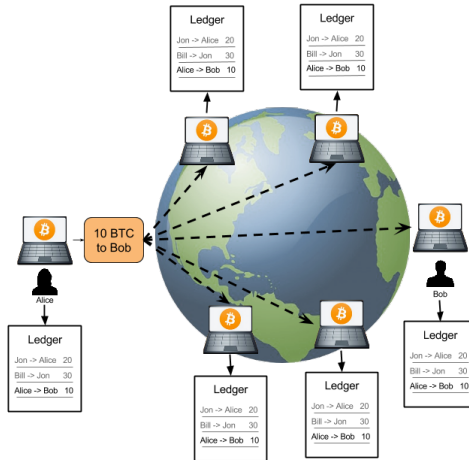 Ledger
Jon -> Alice 20
Bill -> Jon 30
Alice -> Bob 10
Ledger
Jon -> Alice 20
Bill -> Jon 30
Alice -> Bob 10
₿
₿
₿
10 BTC
to Bob
₿
Alice
Bob
₿
₿
Ledger
Jon -> Alice 20
Bill -> Jon 30
Alice -> Bob 10
Ledger
Jon -> Alice 20
Bill -> Jon 30
Alice -> Bob 10
Ledger
Jon -> Alice 20
Bill -> Jon 30
Alice -> Bob 10
Ledger
Jon -> Alice 20
Bill -> Jon 30
Alice -> Bob 10